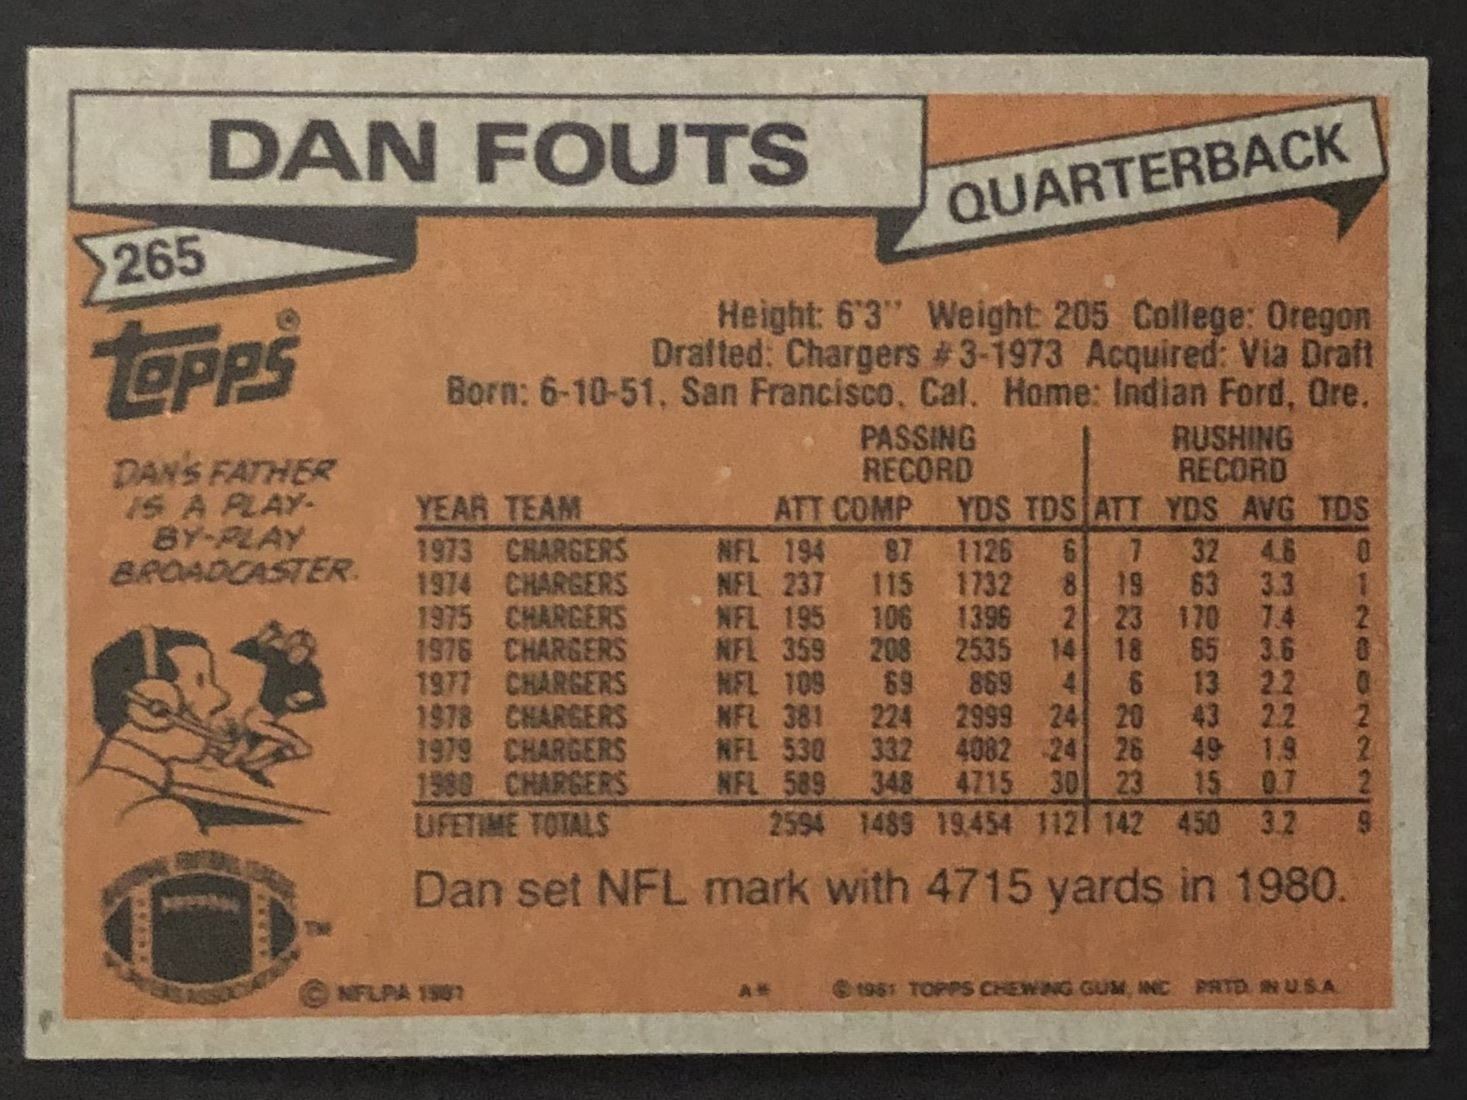 DAN FOUTS
QUARTERBACK
265
Topps®
Height: 6'3" Weight: 205 College: Oregon
Drafted: Chargers #3-1973 Acquired: Via Draft
Born: 6-10-51, San Francisco, Cal. Home: Indian Ford, Ore.
DAN'S FATHER
IS A PLAY-
BY-PLAY
BROADCASTER.
PASSING RUSHING
RECORD RECORD
YEAR TEAM ATT COMP YDS TDS ATT YDS AVG TDS
1973 CHARGERS NFL 194 87 1126 6 7 32 4.6 0
1974 CHARGERS NFL 237 115 1732 8 19 63 3.3 1
1975 CHARGERS NFL 195 106 1396 2 23 170 7.4 2
1976 CHARGERS NFL 359 208 2535 14 18 65 3.6 0
1977 CHARGERS NFL 109 69 869 4 6 13 2.2 0
1978 CHARGERS NFL 381 224 2999 24 20 43 2.2 2
1979 CHARGERS NFL 530 332 4082 24 26 49 1.9 2
1980 CHARGERS NFL 589 348 4715 30 23 15 0.7 2
LIFETIME TOTALS 2594 1489 19,454 112 142 450 3.2 9
Dan set NFL mark with 4715 yards in 1980.
TM
© NFLPA 1981 A* © 1981 TOPPS CHEWING GUM, INC PRTD. IN U.S.A.